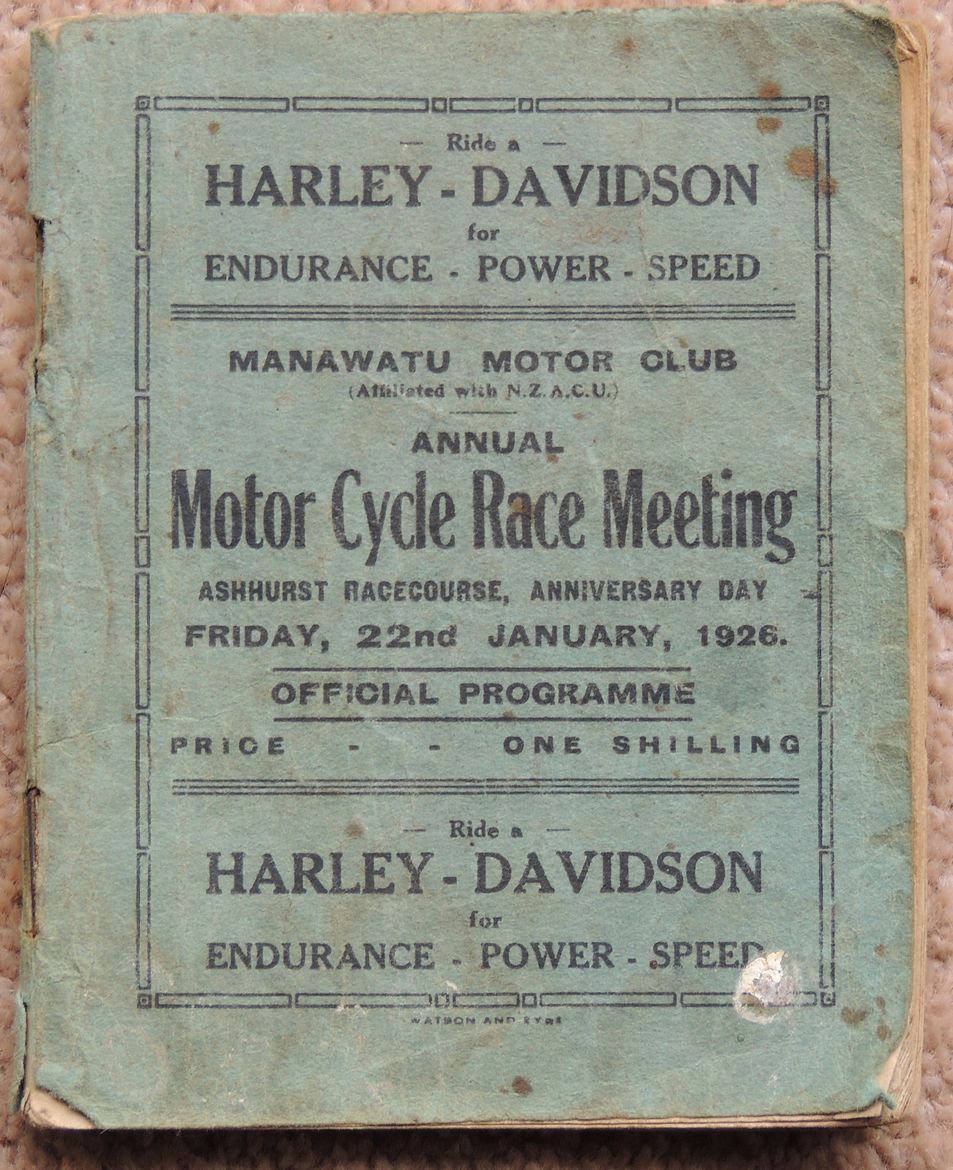 — Ride a —
HARLEY - DAVIDSON
for
ENDURANCE - POWER - SPEED
MANAWATU MOTOR CLUB
(Affiliated with N.Z.A.C.U.)
ANNUAL
Motor Cycle Race Meeting
ASHHURST RACECOURSE, ANNIVERSARY DAY
FRIDAY, 22nd JANUARY, 1926.
OFFICIAL PROGRAMME
PRICE - - ONE SHILLING
— Ride a —
HARLEY - DAVIDSON
for
ENDURANCE - POWER - SPEED
WATSON AND EYRE